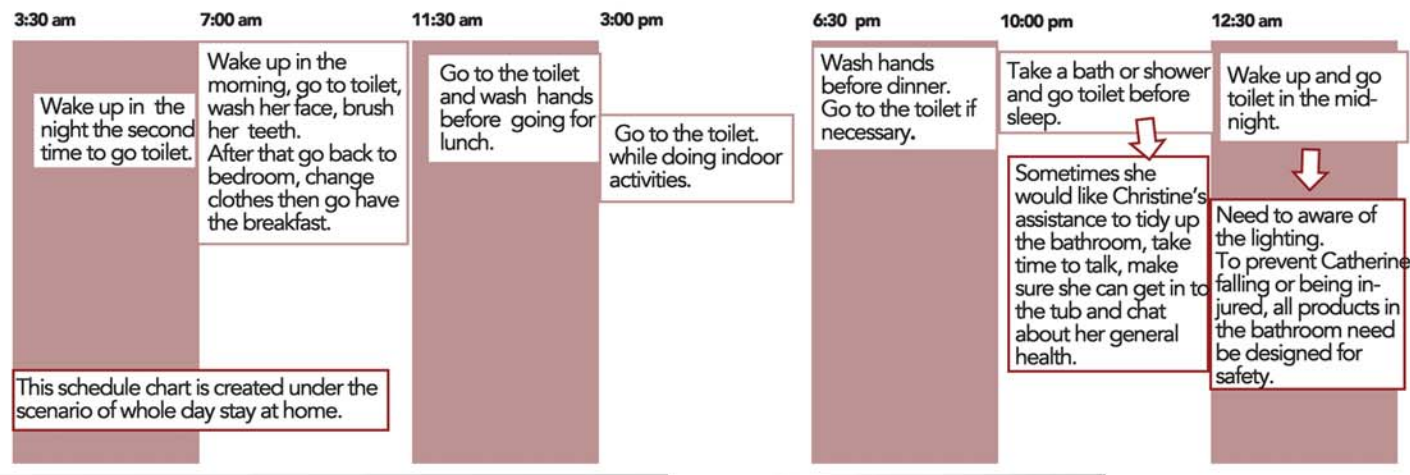 3:30 am
7:00 am
11:30 am
3:00 pm
6:30 pm
10:00 pm
12:30 am
Wake up in the
night the second
time to go toilet.
Wake up in the
morning, go to toilet,
wash her face, brush
her teeth.
After that go back to
bedroom, change
clothes then go have
the breakfast.
Go to the toilet
and wash hands
before going for
lunch.
Go to the toilet.
while doing indoor
activities.
Wash hands
before dinner.
Go to the toilet if
necessary.
Take a bath or shower
and go toilet before
sleep.
Sometimes she
would like Christine's
assistance to tidy up
the bathroom, take
time to talk, make
sure she can get in to
the tub and chat
about her general
health.
Wake up and go
toilet in the mid-
night.
Need to aware of
the lighting.
To prevent Catherine
falling or being in-
jured, all products in
the bathroom need
be designed for
safety.
This schedule chart is created under the
scenario of whole day stay at home.